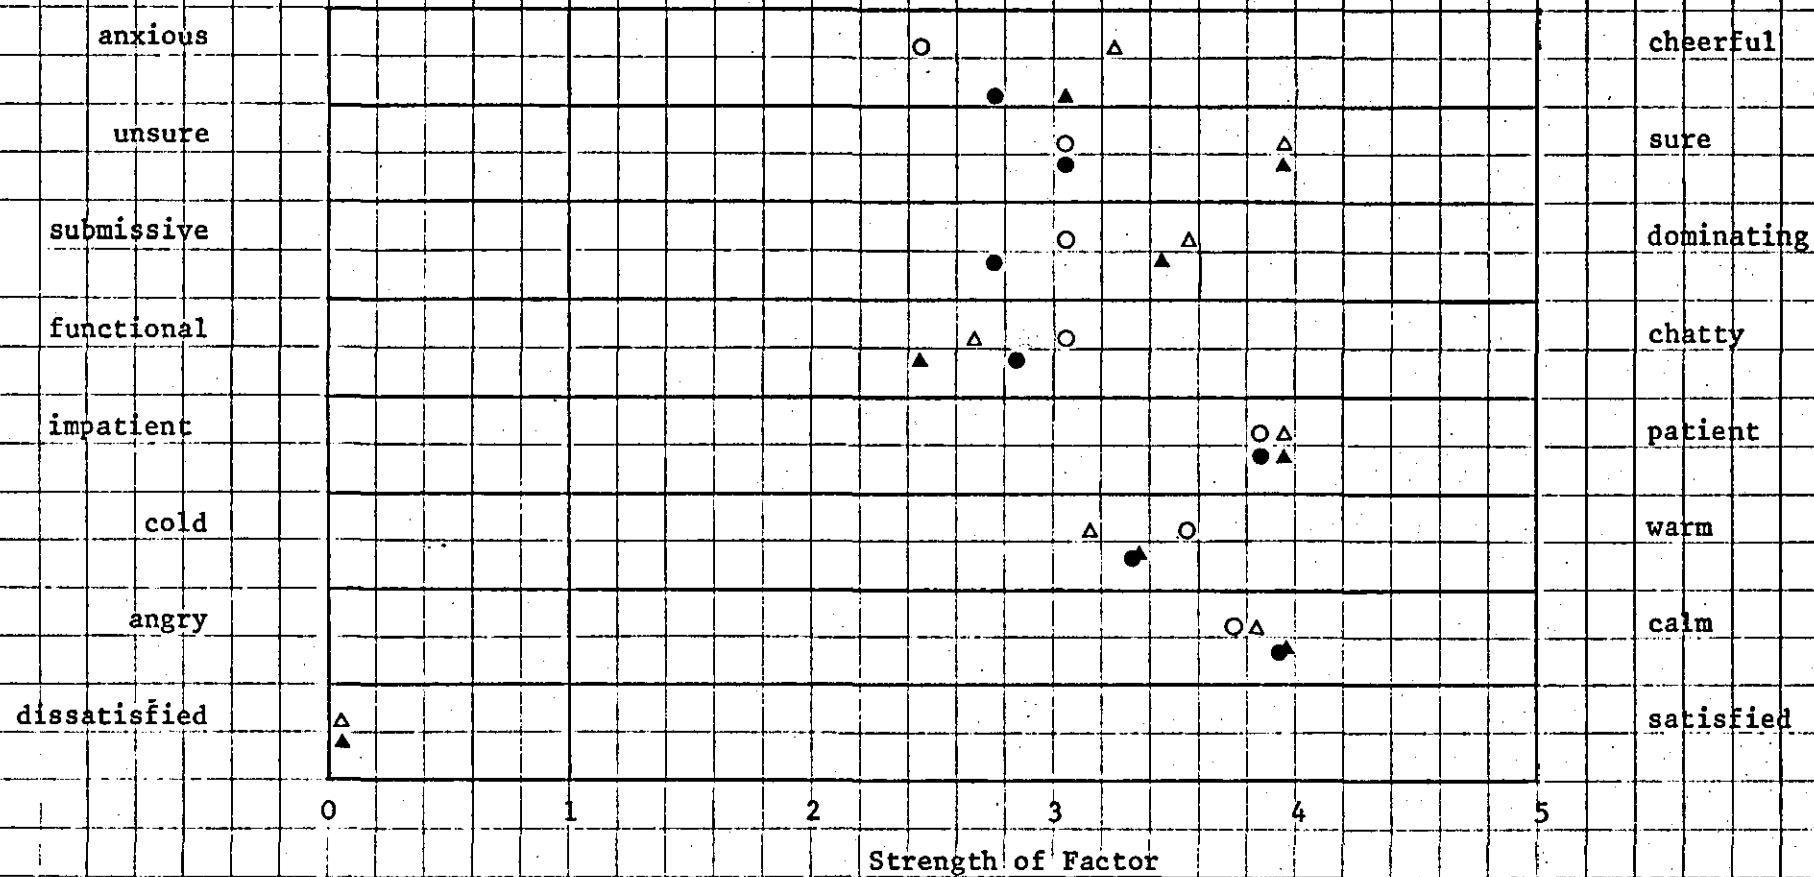 anxious cheerful
unsure sure
submissive dominating
functional chatty
impatient patient
cold warm
angry calm
dissatisfied satisfied
0 1 2 3 4 5
Strength of Factor